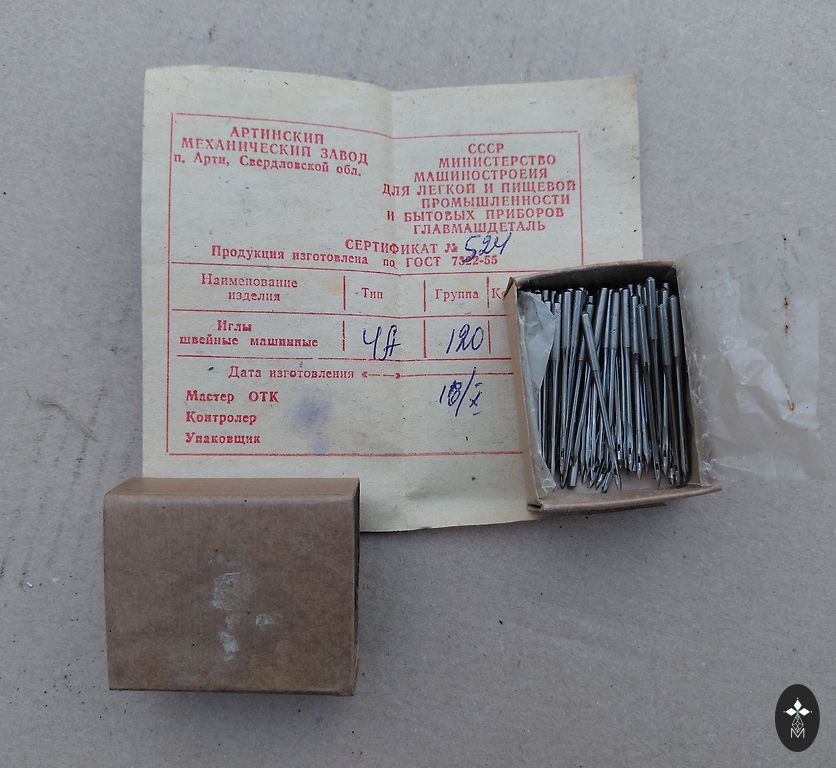 АРТИНСКИЙ
МЕХАНИЧЕСКИЙ ЗАВОД
п. Арти, Свердловской обл.
СССР
МИНИСТЕРСТВО
МАШИНОСТРОЕИЯ
ДЛЯ ЛЕГКОЙ И ПИЩЕВОЙ
ПРОМЫШЛЕННОСТИ
И БЫТОВЫХ ПРИБОРОВ
ГЛАВМАШДЕТАЛЬ
СЕРТИФИКАТ № 524
Продукция изготовлена по ГОСТ 7322-55
Наименование изделия
Тип
Группа
Иглы швейные машинные
120
Дата изготовления «——»
Мастер ОТК
Контролер
Упаковщик
M